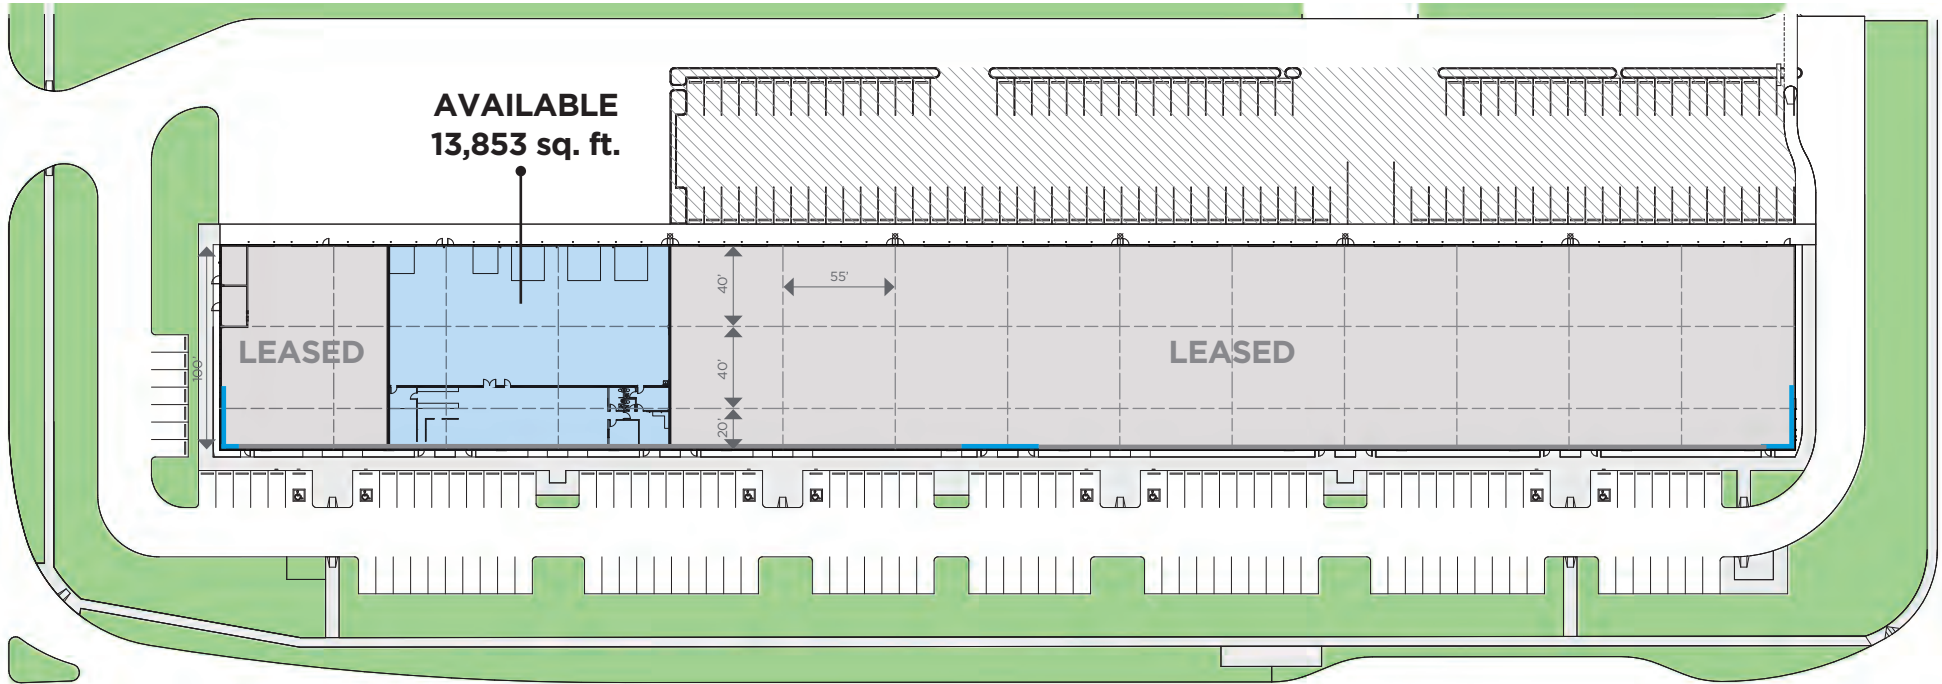 AVAILABLE
13,853 sq. ft.
40'
55'
100'
LEASED
LEASED
40'
20'